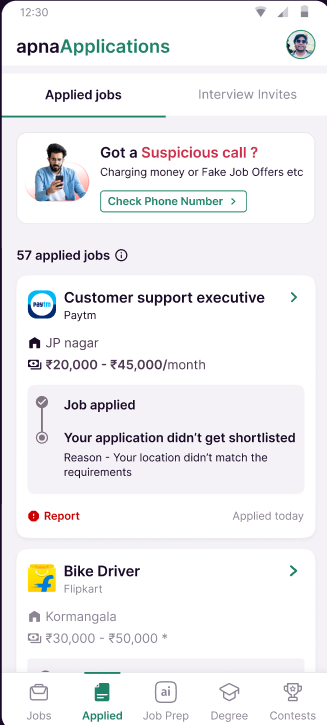 12:30
apnaApplications
Applied jobs
Interview Invites
Got a Suspicious call ?
Charging money or Fake Job Offers etc
Check Phone Number >
57 applied jobs
paytm
Customer support executive
Paytm
JP nagar
₹20,000 - ₹45,000/month
Job applied
Your application didn’t get shortlisted
Reason - Your location didn’t match the
requirements
Report
Applied today
Bike Driver
Flipkart
Kormangala
₹30,000 - ₹50,000 *
Jobs
Applied
ai
Job Prep
Degree
Contests